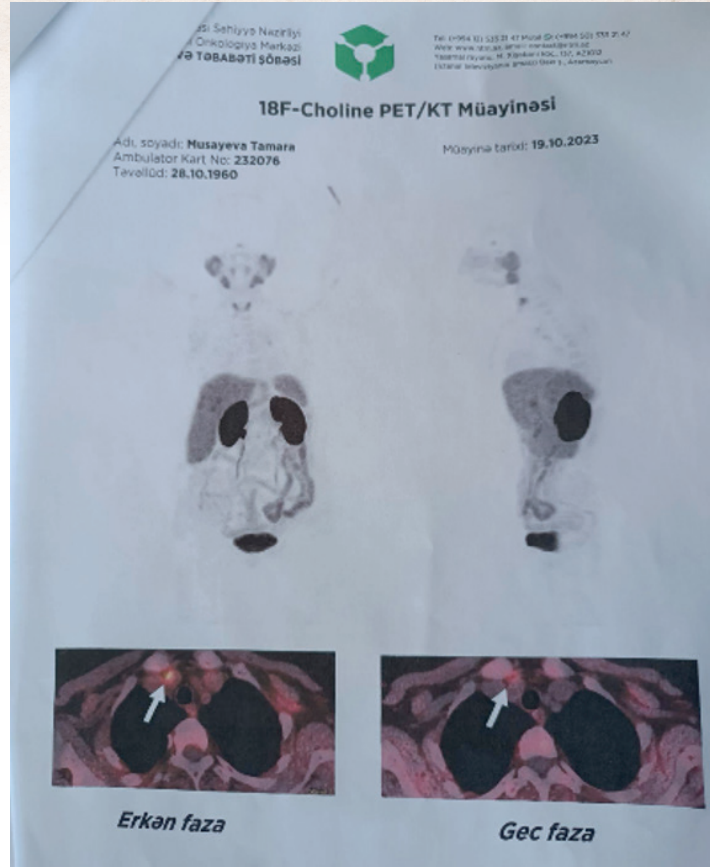 Səhiyyə Nazirliyi
Onkologiya Mərkəzi
VƏ TƏBABƏTİ ŞÖBƏSİ
18F-Choline PET/KT Müayinəsi
Adı, soyadı: Musayeva Tamara
Ambulator Kart No: 232076
Təvəllüd: 28.10.1960
Müayinə tarixi: 19.10.2023
Erkən faza
Gec faza